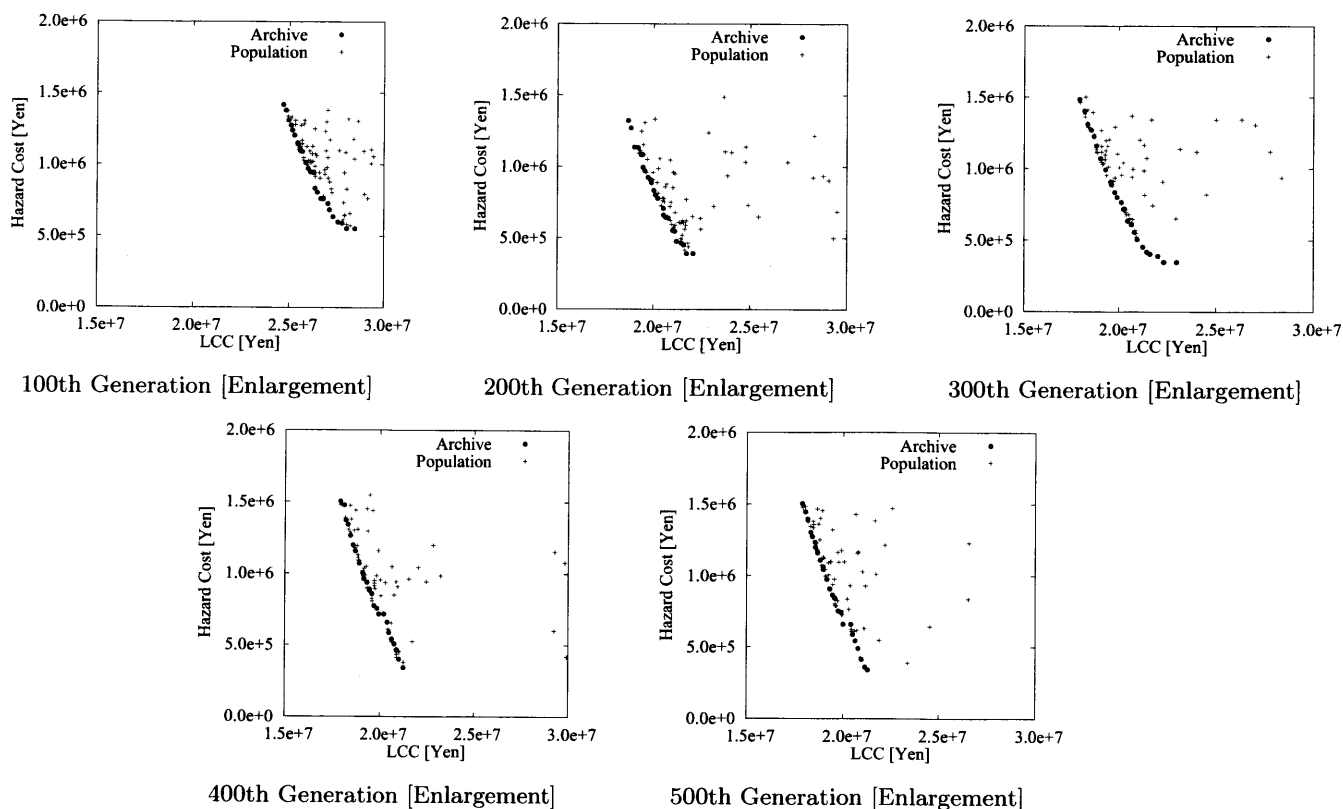 2.0e+6
1.5e+6
1.0e+6
5.0e+5
0.0e+0
Hazard Cost [Yen]
Archive
Population
1.5e+7
2.0e+7
2.5e+7
3.0e+7
LCC [Yen]
100th Generation [Enlargement]
2.0e+6
1.5e+6
1.0e+6
5.0e+5
0.0e+0
Hazard Cost [Yen]
Archive
Population
1.5e+7
2.0e+7
2.5e+7
3.0e+7
LCC [Yen]
200th Generation [Enlargement]
2.0e+6
1.5e+6
1.0e+6
5.0e+5
0.0e+0
Hazard Cost [Yen]
Archive
Population
1.5e+7
2.0e+7
2.5e+7
3.0e+7
LCC [Yen]
300th Generation [Enlargement]
2.0e+6
1.5e+6
1.0e+6
5.0e+5
0.0e+0
Hazard Cost [Yen]
Archive
Population
1.5e+7
2.0e+7
2.5e+7
3.0e+7
LCC [Yen]
400th Generation [Enlargement]
2.0e+6
1.5e+6
1.0e+6
5.0e+5
0.0e+0
Hazard Cost [Yen]
Archive
Population
1.5e+7
2.0e+7
2.5e+7
3.0e+7
LCC [Yen]
500th Generation [Enlargement]